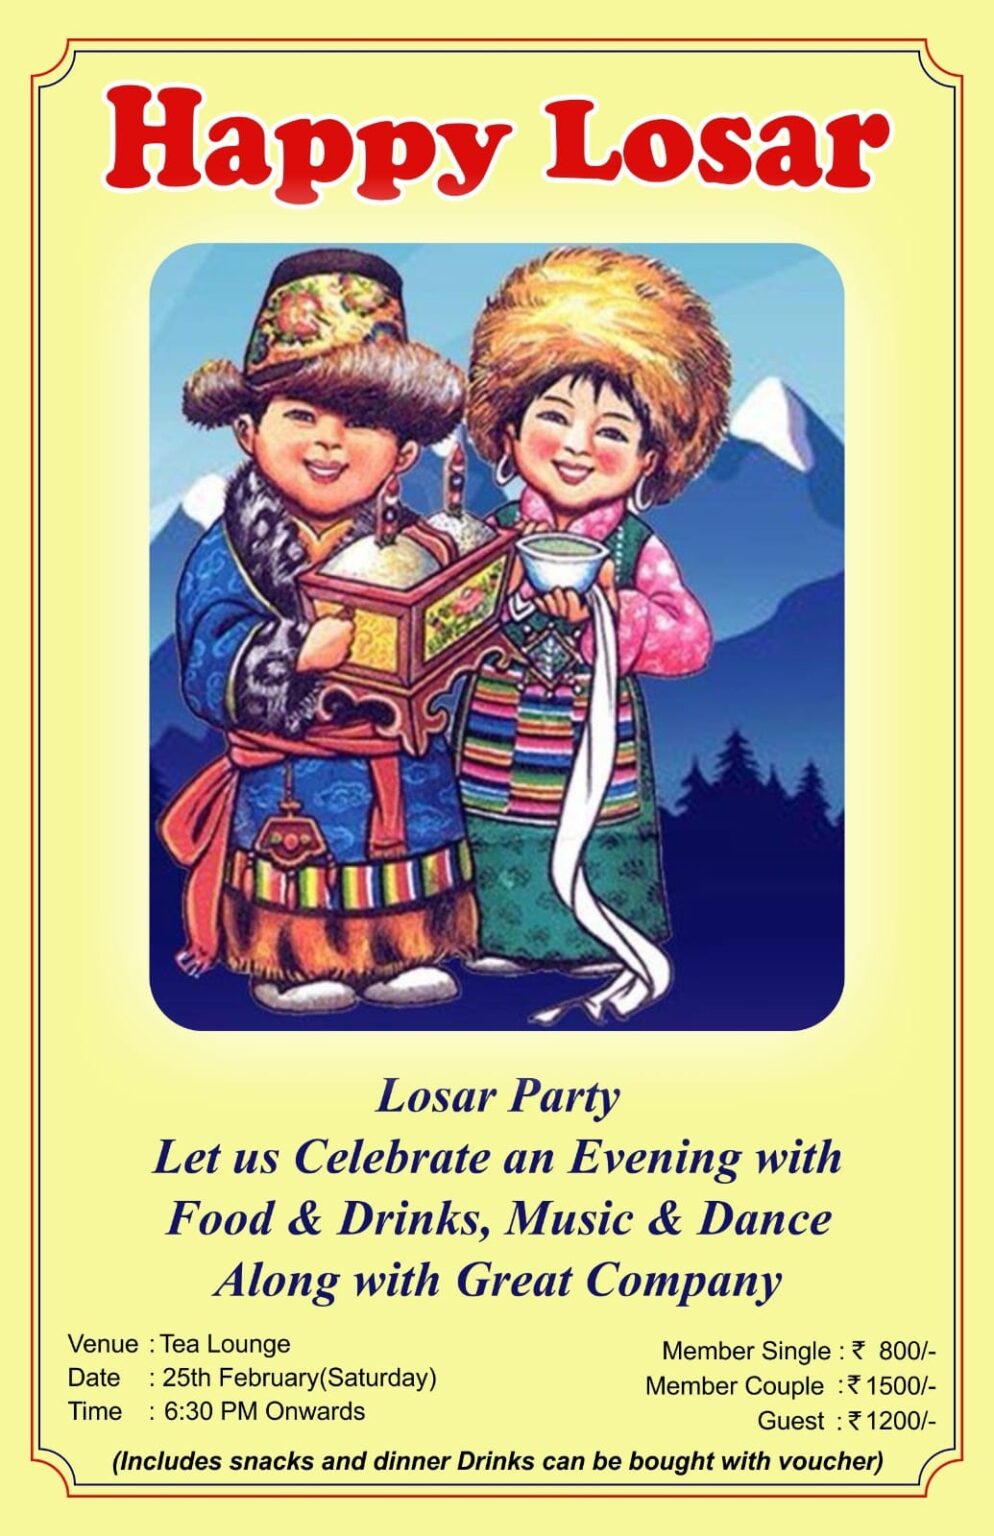 Happy Losar
Losar Party
Let us Celebrate an Evening with
Food & Drinks, Music & Dance
Along with Great Company
Venue : Tea Lounge
Date : 25th February(Saturday)
Time : 6:30 PM Onwards
Member Single : ₹ 800/-
Member Couple : ₹ 1500/-
Guest : ₹ 1200/-
(Includes snacks and dinner Drinks can be bought with voucher)